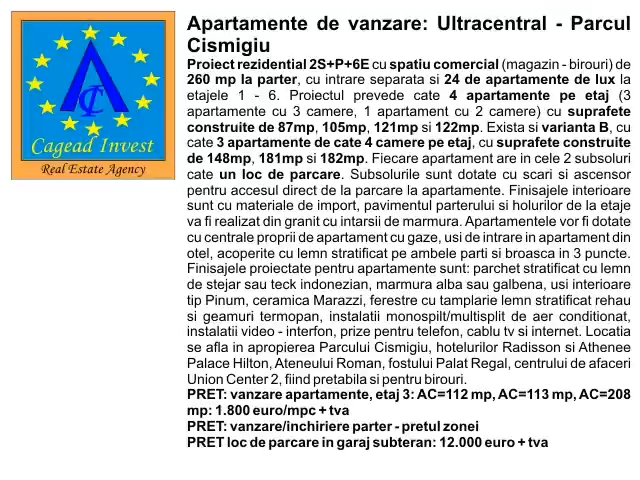 Apartamente de vanzare: Ultracentral - Parcul
Cismigiu
Proiect rezidential 2S+P+6E cu spatiu comercial (magazin - birouri) de
260 mp la parter, cu intrare separata si 24 de apartamente de lux la
etajele 1 - 6. Proiectul prevede cate 4 apartamente pe etaj (3
apartamente cu 3 camere, 1 apartament cu 2 camere) cu suprafete
construite de 87mp, 105mp, 121mp si 122mp. Exista si varianta B, cu
cate 3 apartamente de cate 4 camere pe etaj, cu suprafete construite
de 148mp, 181mp si 182mp. Fiecare apartament are in cele 2 subsoluri
cate un loc de parcare. Subsolurile sunt dotate cu scari si ascensor
pentru accesul direct de la parcare la apartamente. Finisajele interioare
sunt cu materiale de import, pavimentul parterului si holurilor de la etaje
va fi realizat din granit cu intarsii de marmura. Apartamentele vor fi dotate
cu centrale proprii de apartament cu gaze, usi de intrare in apartament din
otel, acoperite cu lemn stratificat pe ambele parti si broasca in 3 puncte.
Finisajele proiectate pentru apartamente sunt: parchet stratificat cu lemn
de stejar sau teck indonezian, marmura alba sau galbena, usi interioare
tip Pinum, ceramica Marazzi, ferestre cu tamplarie lemn stratificat rehau
si geamuri termopan, instalatii monospilt/multisplit de aer conditionat,
instalatii video - interfon, prize pentru telefon, cablu tv si internet. Locatia
se afla in apropierea Parcului Cismigiu, hotelurilor Radisson si Athenee
Palace Hilton, Ateneului Roman, fostului Palat Regal, centrului de afaceri
Union Center 2, fiind pretabila si pentru birouri.
PRET: vanzare apartamente, etaj 3: AC=112 mp, AC=113 mp, AC=208
mp: 1.800 euro/mpc + tva
PRET: vanzare/inchiriere parter - pretul zonei
PRET loc de parcare in garaj subteran: 12.000 euro + tva
A
C
I
Cagead Invest
Real Estate Agency